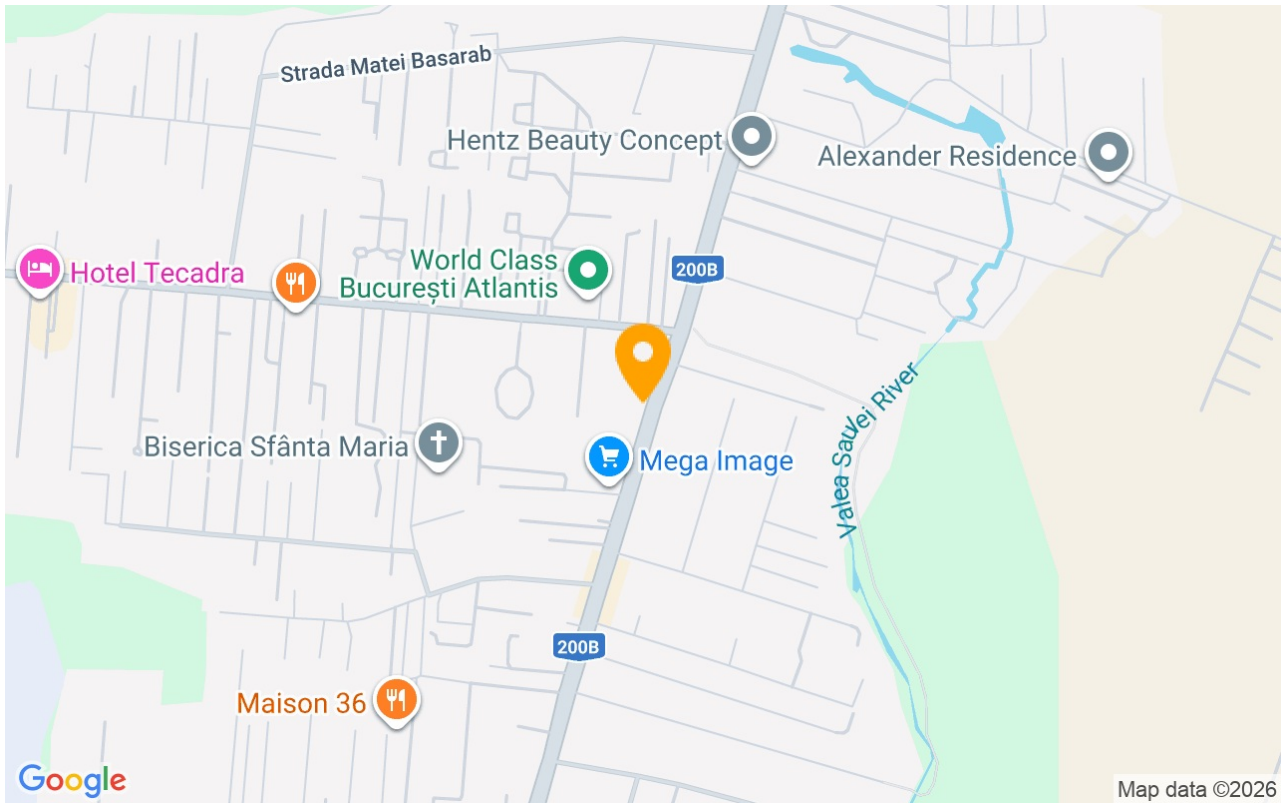 Strada Matei Basarab
Hentz Beauty Concept
Alexander Residence
World Class
București Atlantis
200B
Hotel Tecadra
Valea Saulei River
Biserica Sfânta Maria
Mega Image
200B
Maison 36
Google
Map data ©2026